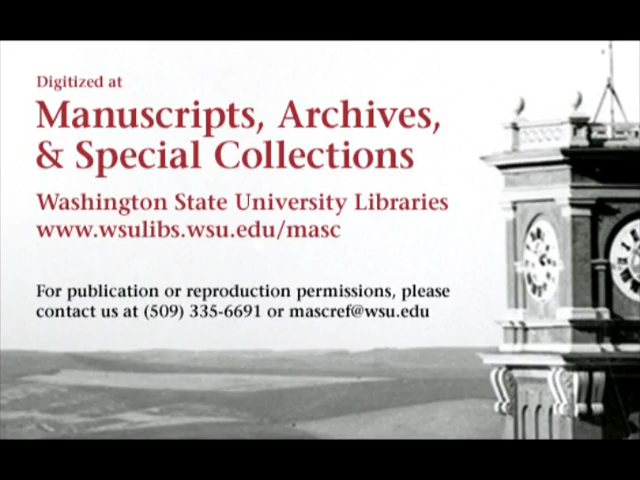 Digitized at
Manuscripts, Archives,
& Special Collections
Washington State University Libraries
www.wsulibs.wsu.edu/masc
For publication or reproduction permissions, please
contact us at (509) 335-6691 or mascref@wsu.edu